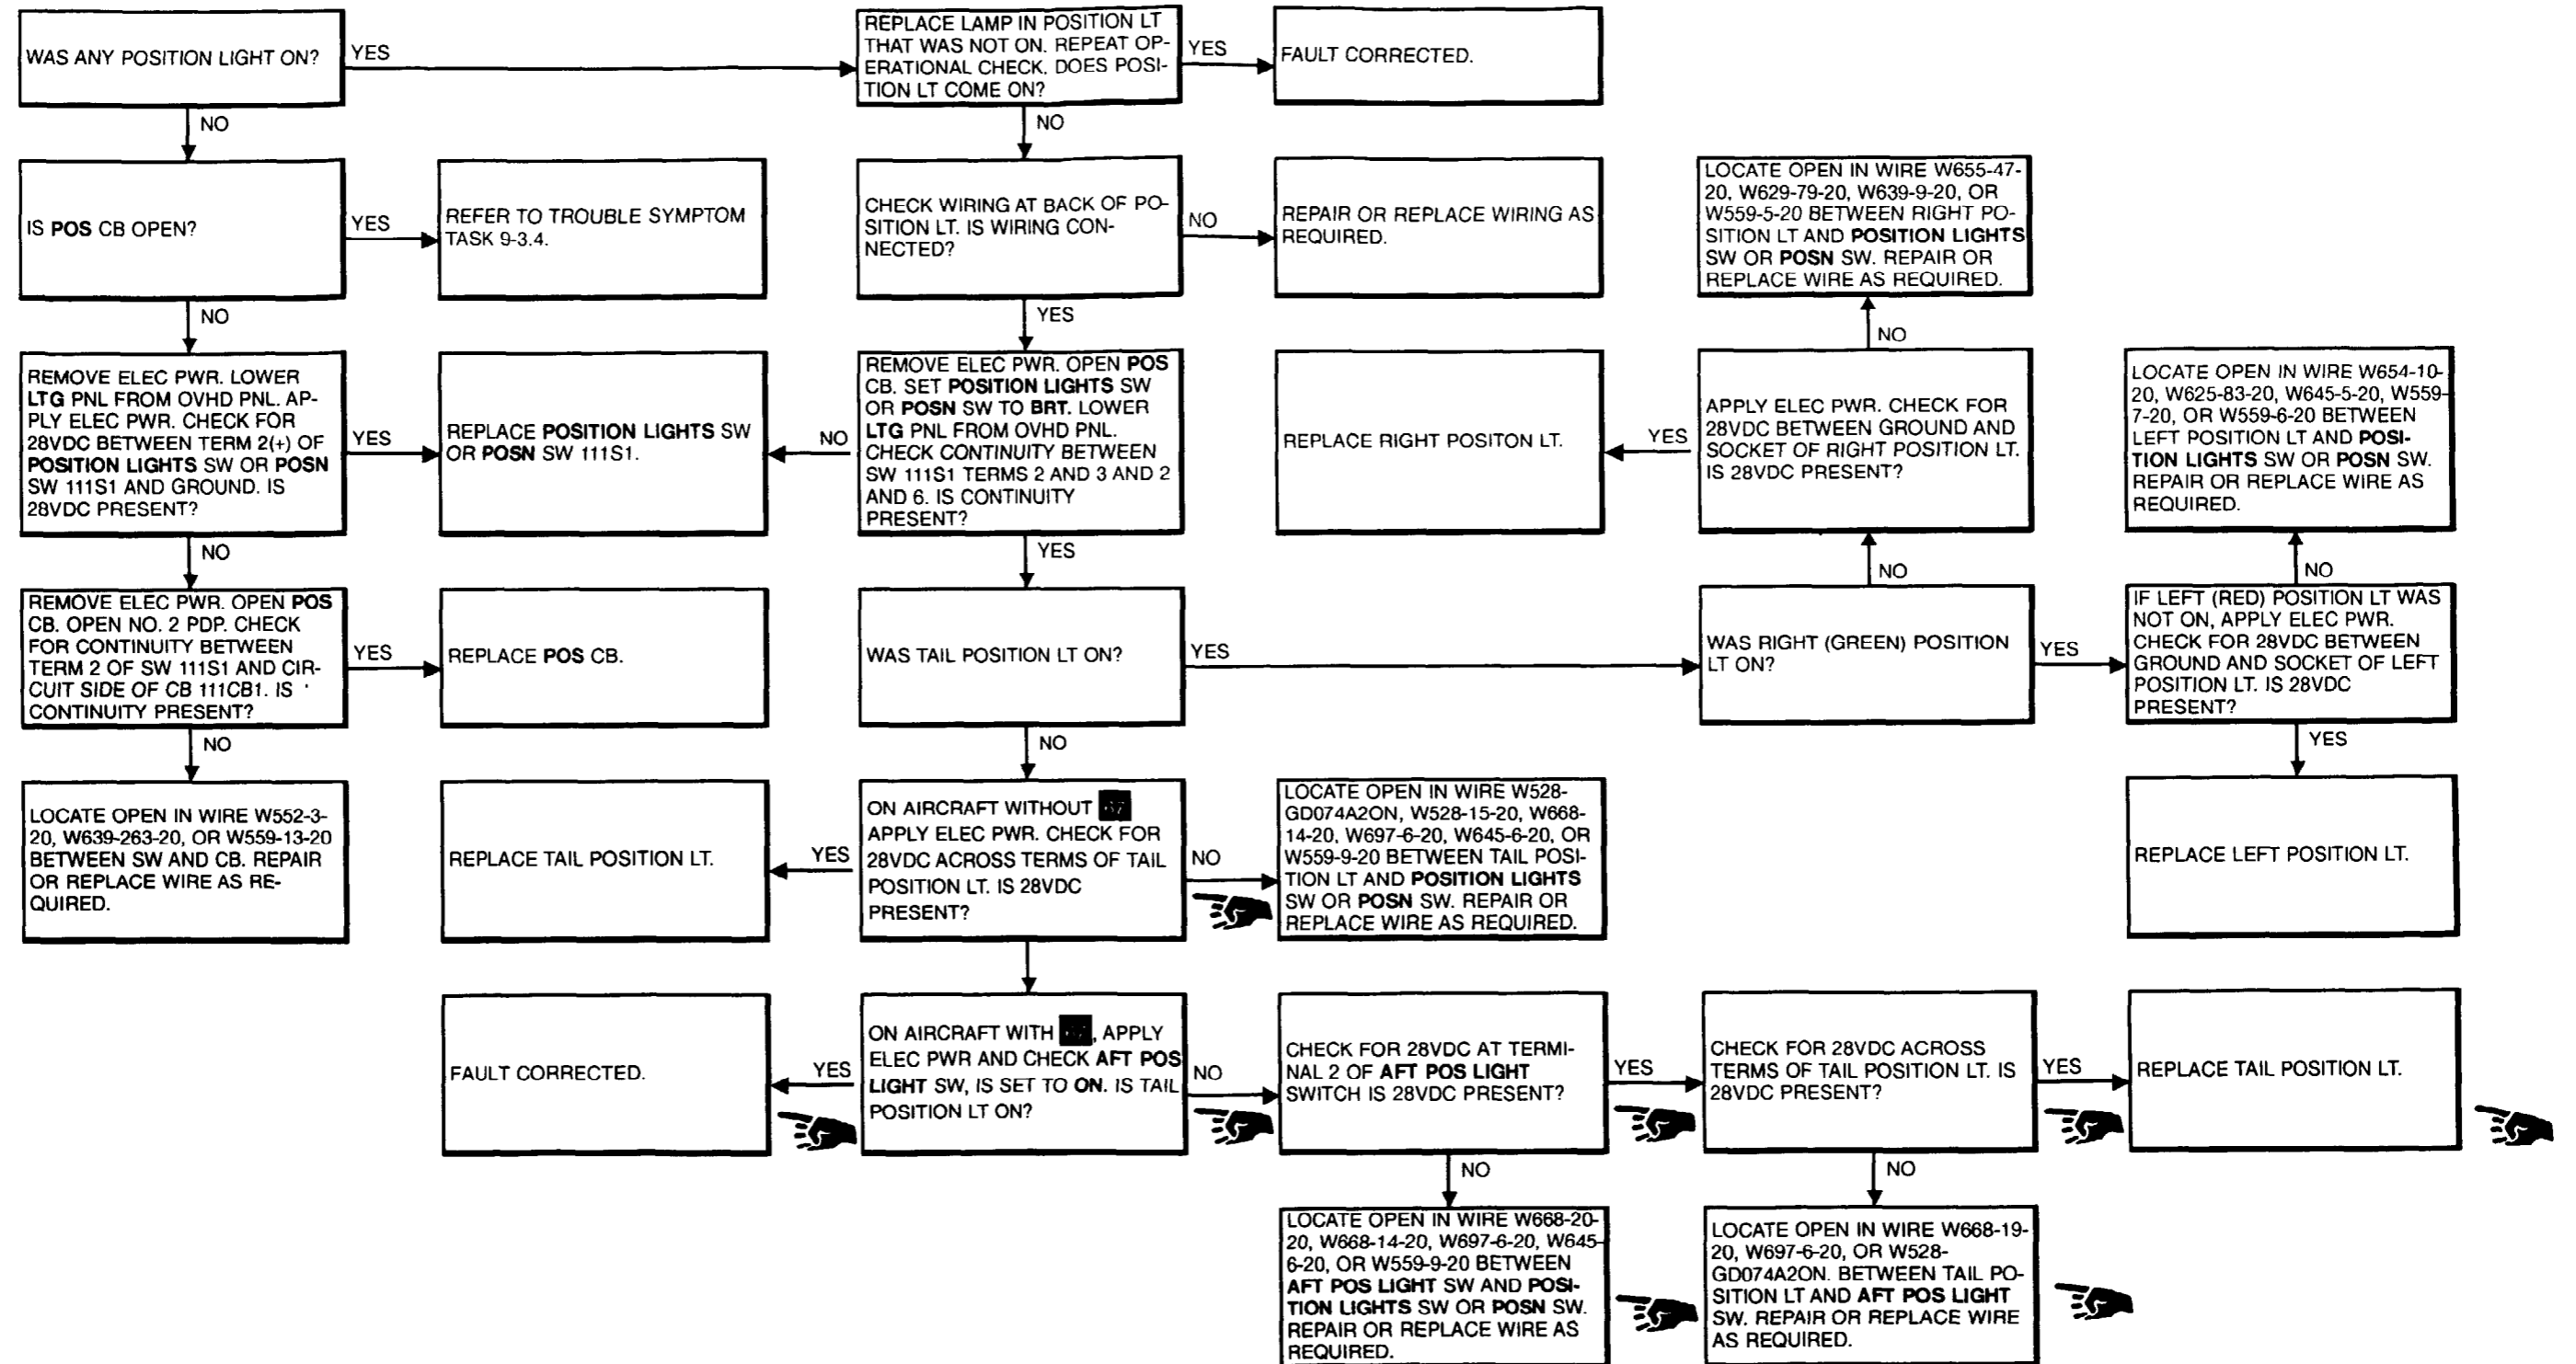 WAS ANY POSITION LIGHT ON?
YES
REPLACE LAMP IN POSITION LT
THAT WAS NOT ON. REPEAT OP-
ERATIONAL CHECK. DOES POSI-
TION LT COME ON?
YES
FAULT CORRECTED.
NO
NO
IS POS CB OPEN?
YES
REFER TO TROUBLE SYMPTOM
TASK 9-3.4.
CHECK WIRING AT BACK OF PO-
SITION LT. IS WIRING CON-
NECTED?
NO
REPAIR OR REPLACE WIRING AS
REQUIRED.
LOCATE OPEN IN WIRE W655-47-
20, W629-79-20, W639-9-20, OR
W559-5-20 BETWEEN RIGHT PO-
SITION LT AND POSITION LIGHTS
SW OR POSN SW. REPAIR OR
REPLACE WIRE AS REQUIRED.
NO
YES
NO
REMOVE ELEC PWR. LOWER
LTG PNL FROM OVHD PNL. AP-
PLY ELEC PWR. CHECK FOR
28VDC BETWEEN TERM 2(+) OF
POSITION LIGHTS SW OR POSN
SW 111S1 AND GROUND. IS
28VDC PRESENT?
YES
REPLACE POSITION LIGHTS SW
OR POSN SW 111S1.
NO
REMOVE ELEC PWR. OPEN POS
CB. SET POSITION LIGHTS SW
OR POSN SW TO BRT. LOWER
LTG PNL FROM OVHD PNL.
CHECK CONTINUITY BETWEEN
SW 111S1 TERMS 2 AND 3 AND 2
AND 6. IS CONTINUITY
PRESENT?
REPLACE RIGHT POSITON LT.
YES
APPLY ELEC PWR. CHECK FOR
28VDC BETWEEN GROUND AND
SOCKET OF RIGHT POSITION LT.
IS 28VDC PRESENT?
LOCATE OPEN IN WIRE W654-10-
20, W625-83-20, W645-5-20, W559-
7-20, OR W559-6-20 BETWEEN
LEFT POSITION LT AND POSI-
TION LIGHTS SW OR POSN SW.
REPAIR OR REPLACE WIRE AS
REQUIRED.
NO
YES
NO
NO
REMOVE ELEC PWR. OPEN POS
CB. OPEN NO. 2 PDP. CHECK
FOR CONTINUITY BETWEEN
TERM 2 OF SW 111S1 AND CIR-
CUIT SIDE OF CB 111CB1. IS
CONTINUITY PRESENT?
YES
REPLACE POS CB.
WAS TAIL POSITION LT ON?
YES
WAS RIGHT (GREEN) POSITION
LT ON?
YES
IF LEFT (RED) POSITION LT WAS
NOT ON, APPLY ELEC PWR.
CHECK FOR 28VDC BETWEEN
GROUND AND SOCKET OF LEFT
POSITION LT. IS 28VDC
PRESENT?
NO
NO
YES
LOCATE OPEN IN WIRE W552-3-
20, W639-263-20, OR W559-13-20
BETWEEN SW AND CB. REPAIR
OR REPLACE WIRE AS RE-
QUIRED.
REPLACE TAIL POSITION LT.
YES
ON AIRCRAFT WITHOUT
APPLY ELEC PWR. CHECK FOR
28VDC ACROSS TERMS OF TAIL
POSITION LT. IS 28VDC
PRESENT?
NO
LOCATE OPEN IN WIRE W528-
GD074A2ON, W528-15-20, W668-
14-20, W697-6-20, W645-6-20, OR
W559-9-20 BETWEEN TAIL POSI-
TION LT AND POSITION LIGHTS
SW OR POSN SW. REPAIR OR
REPLACE WIRE AS REQUIRED.
REPLACE LEFT POSITION LT.
FAULT CORRECTED.
YES
ON AIRCRAFT WITH , APPLY
ELEC PWR AND CHECK AFT POS
LIGHT SW, IS SET TO ON. IS TAIL
POSITION LT ON?
NO
CHECK FOR 28VDC AT TERMI-
NAL 2 OF AFT POS LIGHT
SWITCH IS 28VDC PRESENT?
YES
CHECK FOR 28VDC ACROSS
TERMS OF TAIL POSITION LT. IS
28VDC PRESENT?
YES
REPLACE TAIL POSITION LT.
NO
NO
LOCATE OPEN IN WIRE W668-20-
20, W668-14-20, W697-6-20, W645-
6-20, OR W559-9-20 BETWEEN
AFT POS LIGHT SW AND POSI-
TION LIGHTS SW OR POSN SW.
REPAIR OR REPLACE WIRE AS
REQUIRED.
LOCATE OPEN IN WIRE W668-19-
20, W697-6-20, OR W528-
GD074A2ON. BETWEEN TAIL PO-
SITION LT AND AFT POS LIGHT
SW. REPAIR OR REPLACE WIRE
AS REQUIRED.